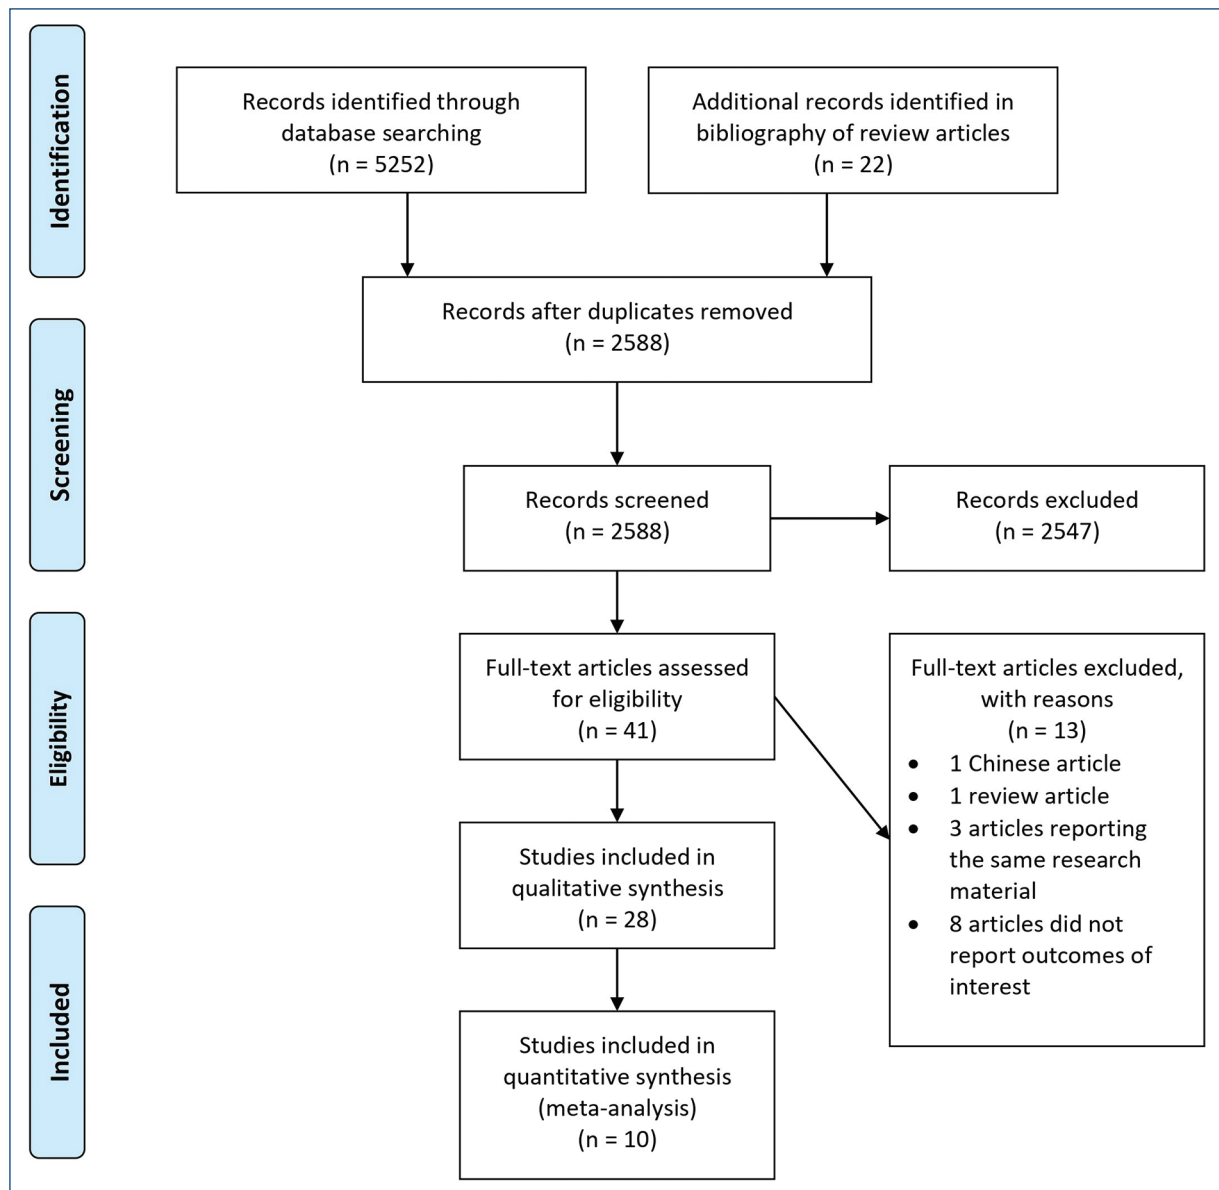 Identification
Records identified through
database searching
(n = 5252)
Additional records identified in
bibliography of review articles
(n = 22)
Records after duplicates removed
(n = 2588)
Screening
Records screened
(n = 2588)
Records excluded
(n = 2547)
Eligibility
Full-text articles assessed
for eligibility
(n = 41)
Full-text articles excluded,
with reasons
(n = 13)
• 1 Chinese article
• 1 review article
• 3 articles reporting
the same research
material
• 8 articles did not
report outcomes of
interest
Studies included in
qualitative synthesis
(n = 28)
Included
Studies included in
quantitative synthesis
(meta-analysis)
(n = 10)